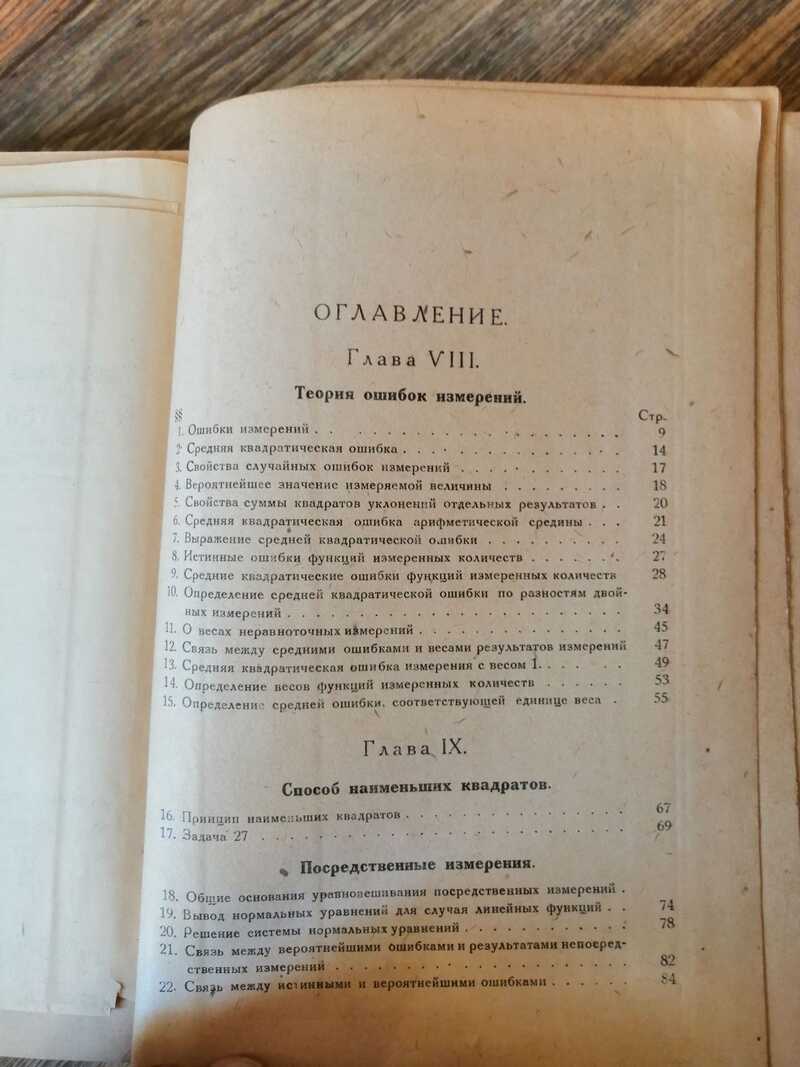 ОГЛАВЛЕНИЕ.
Глава VIII.
Теория ошибок измерений.
§§ Стр.
1. Ошибки измерений . . . . . . . . . . . . . . . . . . . 9
2. Средняя квадратическая ошибка . . . . . . . . . . . . . 14
3. Свойства случайных ошибок измерений . . . . . . . . . . 17
4. Вероятнейшее значение измеряемой величины . . . . . . . . 18
5. Свойства суммы квадратов уклонений отдельных результатов . . 20
6. Средняя квадратическая ошибка арифметической средины . . . 21
7. Выражение средней квадратической ошибки . . . . . . . . . 24
8. Истинные ошибки функций измеренных количеств . . . . . . 27
9. Средние квадратические ошибки функций измеренных количеств 28
10. Определение средней квадратической ошибки по разностям двой-
ных измерений . . . . . . . . . . . . . . . . . . . . . 34
11. О весах неравноточных измерений . . . . . . . . . . . . 45
12. Связь между средними ошибками и весами результатов измерений 47
13. Средняя квадратическая ошибка измерения с весом 1. . . . . . 49
14. Определение весов функций измеренных количеств . . . . . . 53
15. Определение средней ошибки, соответствующей единице веса . 55
Глава IX.
Способ наименьших квадратов.
16. Принцип наименьших квадратов . . . . . . . . . . . . . 67
17. Задача 27 . . . . . . . . . . . . . . . . . . . . . . . 69
Посредственные измерения.
18. Общие основания уравновешивания посредственных измерений .
19. Вывод нормальных уравнений для случая линейных функций . . 74
20. Решение системы нормальных уравнений . . . . . . . . . . 78
21. Связь между вероятнейшими ошибками и результатами непосред-
ственных измерений . . . . . . . . . . . . . . . . . . . 82
22. Связь между истинными и вероятнейшими ошибками . . . . . . 84